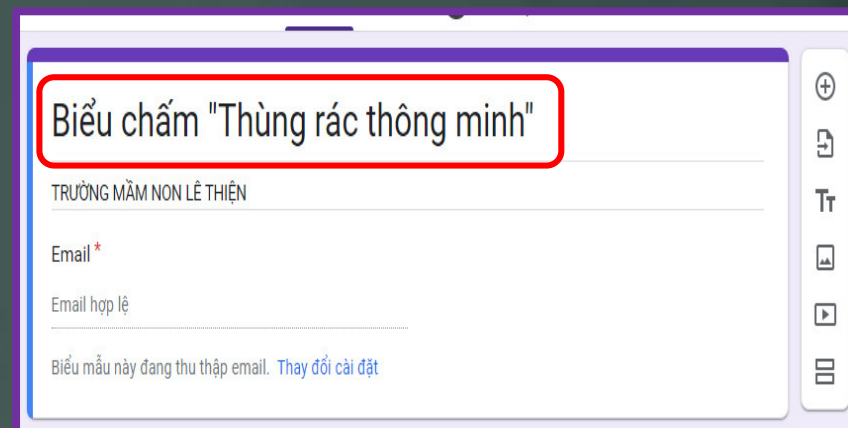 Biểu chấm "Thùng rác thông minh"
TRƯỜNG MẦM NON LÊ THIỆN
Email *
Email hợp lệ
Biểu mẫu này đang thu thập email. Thay đổi cài đặt
Tт